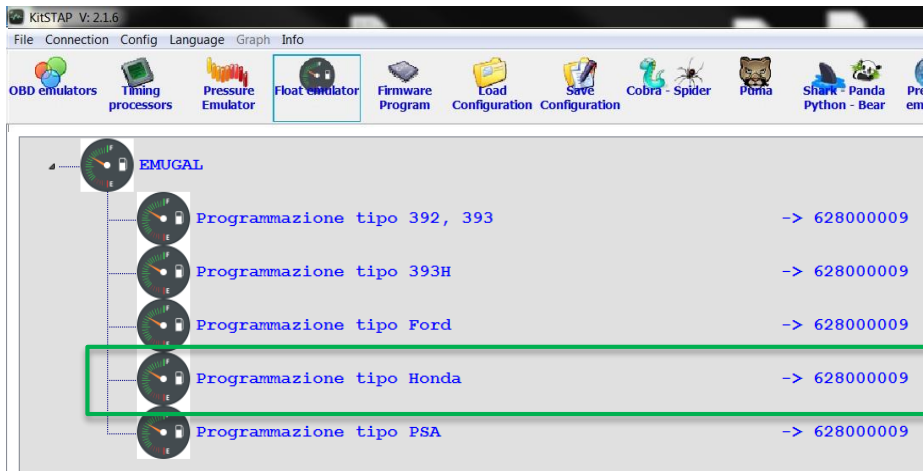 KitSTAP V: 2.1.6
File Connection Config Language Graph Info
OBD emulators
Timing
processors
Pressure
Emulator
Float emulator
Firmware
Program
Load
Configuration
Save
Configuration
Cobra - Spider
Puma
Shark - Panda
Python - Bear
EMUGAL
Programmazione tipo 392, 393 -> 628000009
Programmazione tipo 393H -> 628000009
Programmazione tipo Ford -> 628000009
Programmazione tipo Honda -> 628000009
Programmazione tipo PSA -> 628000009